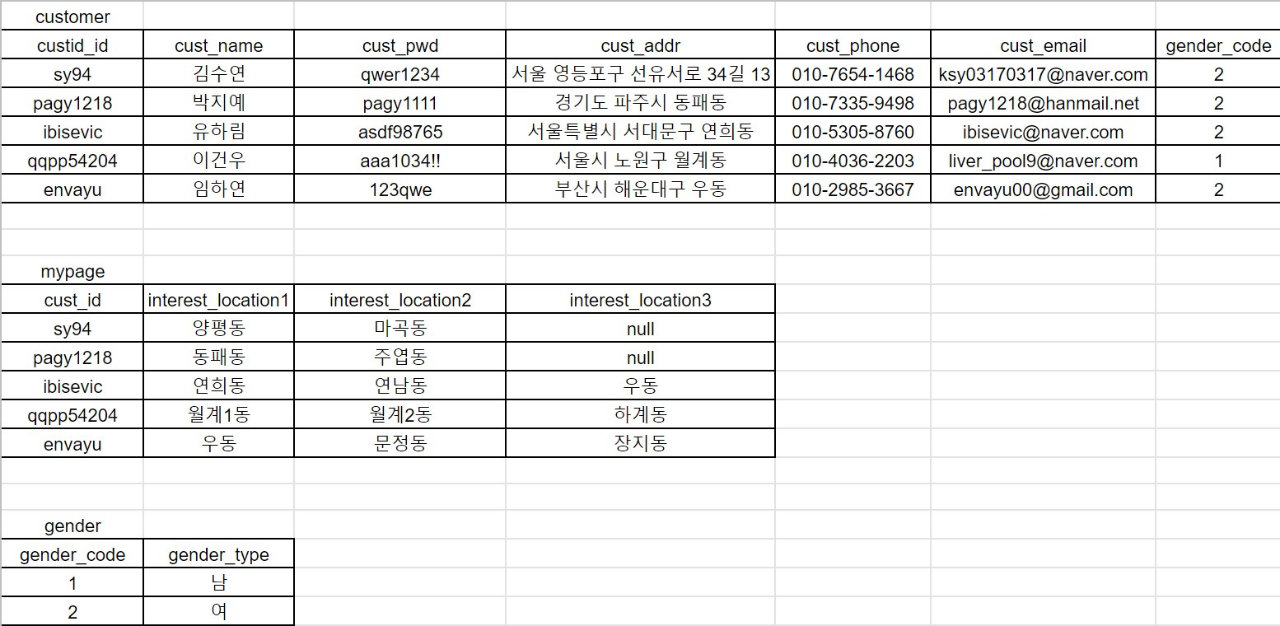 customer
custid_id cust_name cust_pwd cust_addr cust_phone cust_email gender_code
sy94 김수연 qwer1234 서울 영등포구 선유서로 34길 13 010-7654-1468 ksy03170317@naver.com 2
pagy1218 박지예 pagy1111 경기도 파주시 동패동 010-7335-9498 pagy1218@hanmail.net 2
ibisevic 유하림 asdf98765 서울특별시 서대문구 연희동 010-5305-8760 ibisevic@naver.com 2
qqpp54204 이건우 aaa1034!! 서울시 노원구 월계동 010-4036-2203 liver_pool9@naver.com 1
envayu 임하연 123qwe 부산시 해운대구 우동 010-2985-3667 envayu00@gmail.com 2
mypage
cust_id interest_location1 interest_location2 interest_location3
sy94 양평동 마곡동 null
pagy1218 동패동 주엽동 null
ibisevic 연희동 연남동 우동
qqpp54204 월계1동 월계2동 하계동
envayu 우동 문정동 장지동
gender
gender_code gender_type
1 남
2 여